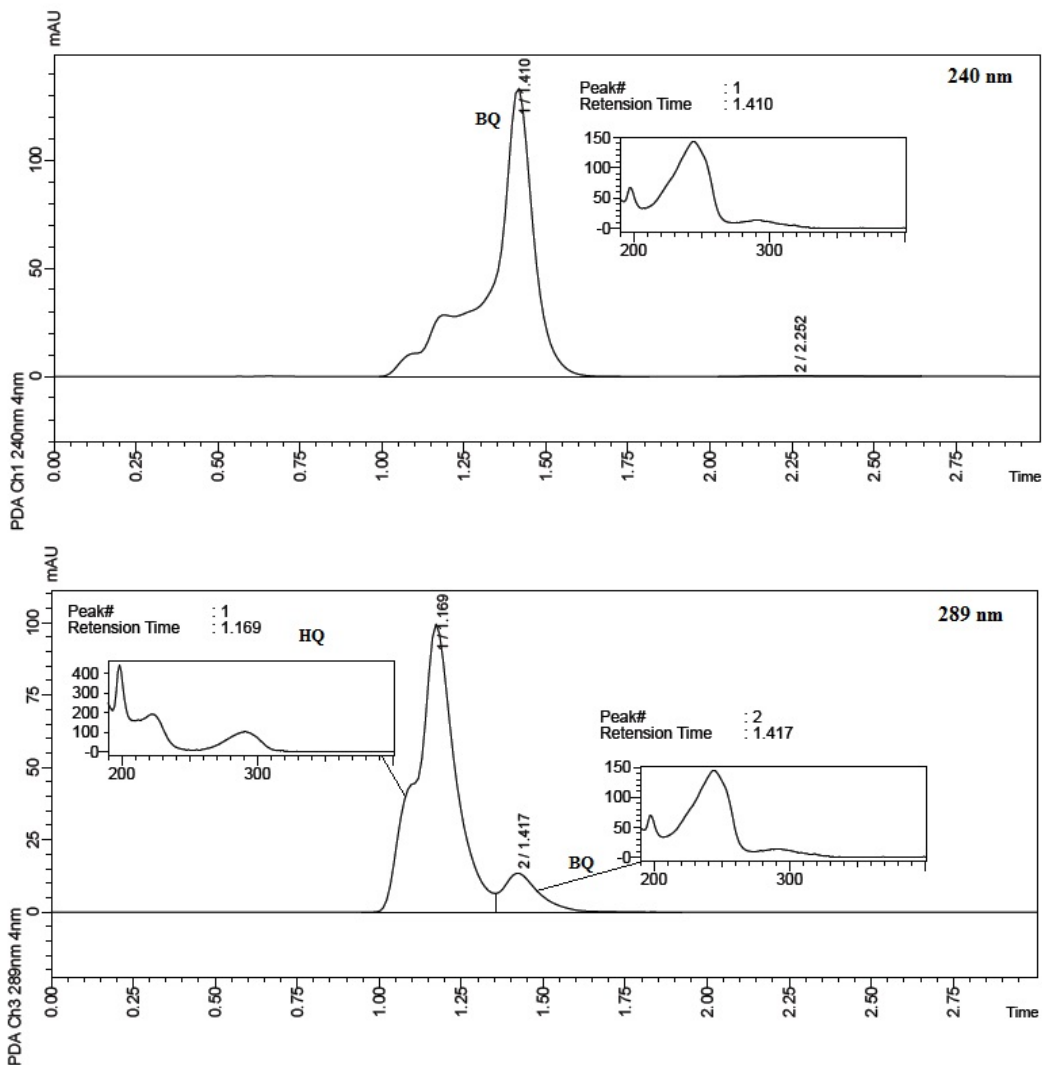 mAU
240 nm
1 / 1.410
BQ
Peak# : 1
Retension Time : 1.410
150
100
50
-0
200 300
100
50
0
2 / 2.252
0.00 0.25 0.50 0.75 1.00 1.25 1.50 1.75 2.00 2.25 2.50 2.75 Time
PDA Ch1 240nm 4nm
mAU
289 nm
1 / 1.169
Peak# : 1
Retension Time : 1.169
HQ
400
300
200
100
-0
200 300
Peak# : 2
Retension Time : 1.417
150
100
50
-0
200 300
2 / 1.417
BQ
100
75
50
25
0
0.00 0.25 0.50 0.75 1.00 1.25 1.50 1.75 2.00 2.25 2.50 2.75 Time
PDA Ch3 289nm 4nm